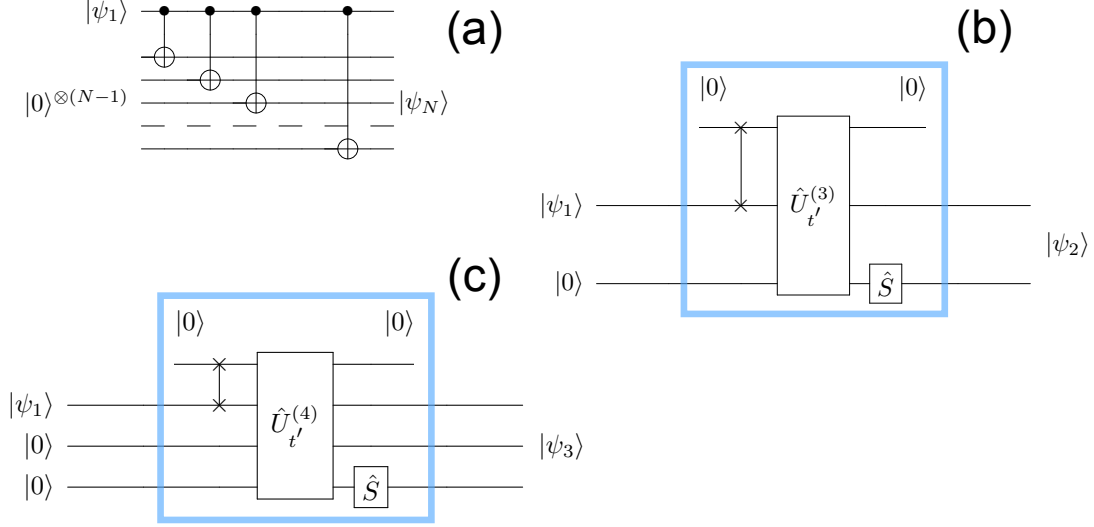 |ψ₁⟩
(a)
|0⟩^⊗(N−1)
|ψ_N⟩
(b)
|0⟩ |0⟩
|ψ₁⟩
Û_{t′}^{(3)}
|ψ₂⟩
|0⟩
Ŝ
(c)
|0⟩ |0⟩
|ψ₁⟩
Û_{t′}^{(4)}
|0⟩
|ψ₃⟩
|0⟩
Ŝ